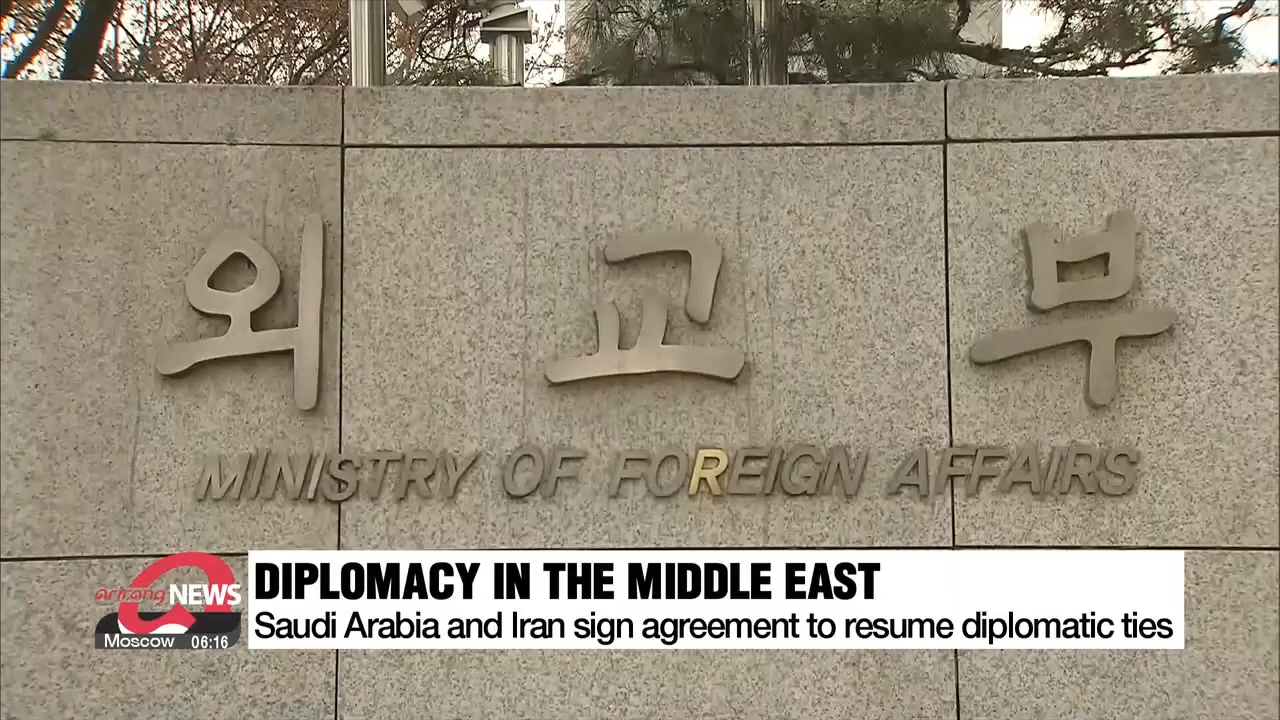 외교부
MINISTRY OF FOREIGN AFFAIRS
arirang NEWS
DIPLOMACY IN THE MIDDLE EAST
Saudi Arabia and Iran sign agreement to resume diplomatic ties
Moscow 06:16